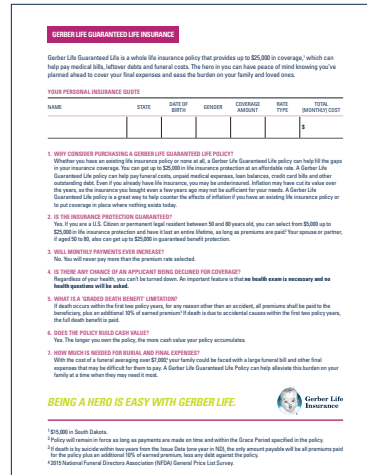 GERBER LIFE GUARANTEED LIFE INSURANCE
Gerber Life Guaranteed Life is a whole life insurance policy that provides up to $25,000 in coverage,¹ which can
help pay medical bills, leftover debts and funeral costs. The hero in you can have peace of mind knowing you've
planned ahead to cover your final expenses and ease the burden on your family and loved ones.
YOUR PERSONAL INSURANCE QUOTE
NAME STATE DATE OF BIRTH GENDER COVERAGE AMOUNT RATE TYPE TOTAL (MONTHLY) COST
$
1. WHY CONSIDER PURCHASING A GERBER LIFE GUARANTEED LIFE POLICY?
Whether you have an existing life insurance policy or none at all, a Gerber Life Guaranteed Life policy can help fill the gaps
in your insurance coverage. You can get up to $25,000 in life insurance protection at an affordable rate. A Gerber Life
Guaranteed Life policy can help pay funeral costs, unpaid medical expenses, loan balances, credit card bills and other
outstanding debt. Even if you already have life insurance, you may be underinsured. Inflation may have cut its value over
the years, so the insurance you bought even a few years ago may not be sufficient for your needs. A Gerber Life
Guaranteed Life policy is a great way to help counter the effects of inflation if you have an existing life insurance policy or
to put coverage in place where nothing exists today.
2. IS THE INSURANCE PROTECTION GUARANTEED?
Yes. If you are a U.S. Citizen or permanent legal resident between 50 and 80 years old, you can select from $5,000 up to
$25,000 in life insurance protection and have it last an entire lifetime, as long as premiums are paid.² Your spouse or partner,
if aged 50 to 80, also can get up to $25,000 in guaranteed benefit protection.
3. WILL MONTHLY PAYMENTS EVER INCREASE?
No. You will never pay more than the premium rate selected.
4. IS THERE ANY CHANCE OF AN APPLICANT BEING DECLINED FOR COVERAGE?
Regardless of your health, you can't be turned down. An important feature is that no health exam is necessary and no
health questions will be asked.
5. WHAT IS A 'GRADED DEATH BENEFIT' LIMITATION?
If death occurs within the first two policy years, for any reason other than an accident, all premiums shall be paid to the
beneficiary, plus an additional 10% of earned premium.³ If death is due to accidental causes within the first two policy years,
the full death benefit is paid.
6. DOES THE POLICY BUILD CASH VALUE?
Yes. The longer you own the policy, the more cash value your policy accumulates.
7. HOW MUCH IS NEEDED FOR BURIAL AND FINAL EXPENSES?
With the cost of a funeral averaging over $7,000,⁴ your family could be faced with a large funeral bill and other final
expenses that may be difficult for them to pay. A Gerber Life Guaranteed Life Policy can help alleviate this burden on your
family at a time when they may need it most.
BEING A HERO IS EASY WITH GERBER LIFE.
Gerber Life
Insurance
¹ $15,000 in South Dakota.
² Policy will remain in force as long as payments are made on time and within the Grace Period specified in the policy.
³ If death is by suicide within two years from the Issue Date (one year in ND), the only amount payable will be all premiums paid
for the policy plus an additional 10% of earned premium, less any debt against the policy.
⁴ 2015 National Funeral Directors Association (NFDA) General Price List Survey.